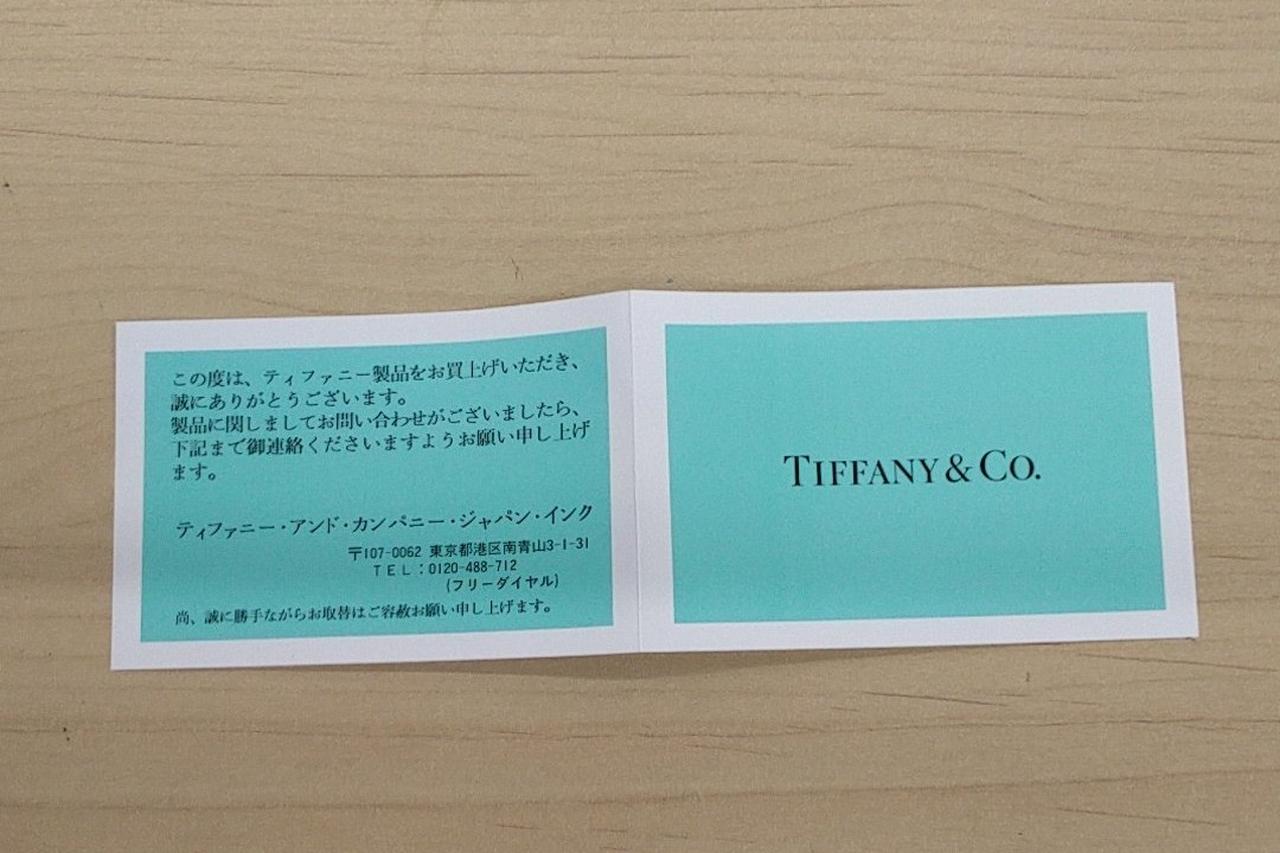 この度は、ティファニー製品をお買上げいただき、
誠にありがとうございます。
製品に関しましてお問い合わせがございましたら、
下記まで御連絡くださいますようお願い申し上げ
ます。
ティファニー・アンド・カンパニー・ジャパン・インク
〒107-0062 東京都港区南青山3-1-31
ＴＥＬ：0120-488-712
(フリーダイヤル)
尚、誠に勝手ながらお取替はご容赦お願い申し上げます。
TIFFANY & CO.